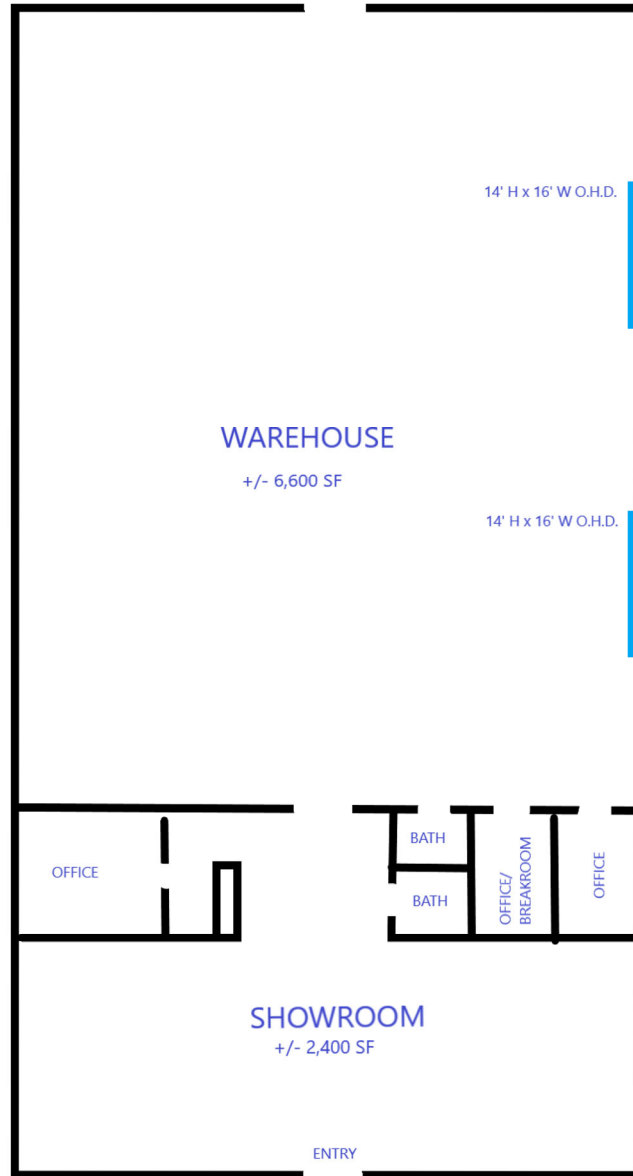 14' H x 16' W O.H.D.
WAREHOUSE
+/- 6,600 SF
14' H x 16' W O.H.D.
BATH
OFFICE
BATH
OFFICE/
BREAKROOM
OFFICE
SHOWROOM
+/- 2,400 SF
ENTRY